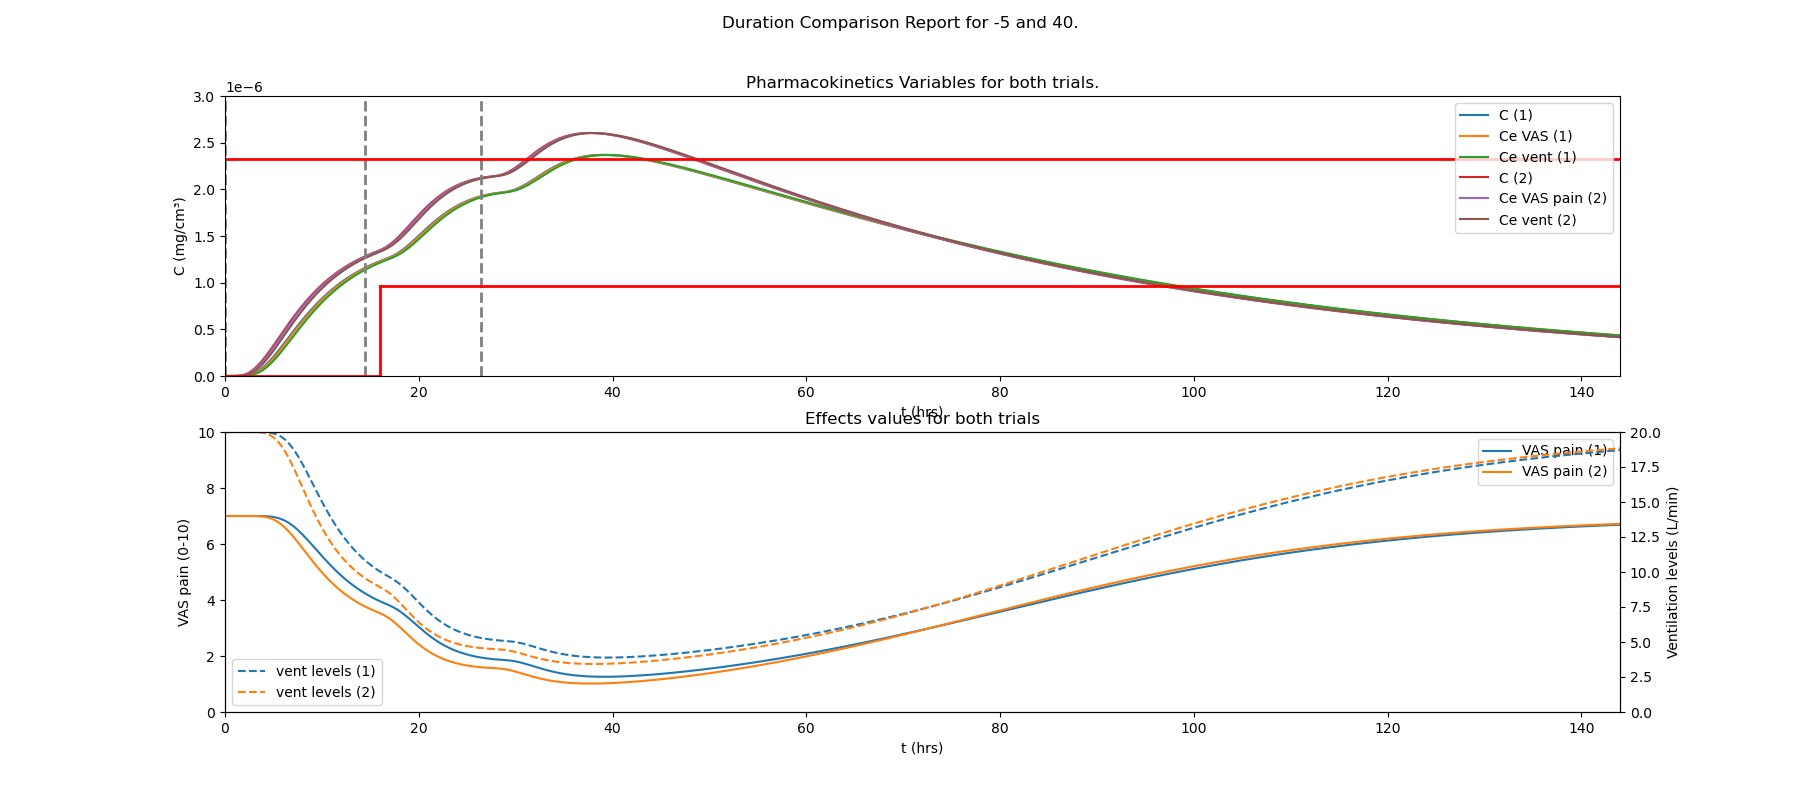 Duration Comparison Report for -5 and 40.
Pharmacokinetics Variables for both trials.
1e−6
3.0
2.5
2.0
1.5
1.0
0.5
0.0
C (mg/cm³)
C (1)
Ce VAS (1)
Ce vent (1)
C (2)
Ce VAS pain (2)
Ce vent (2)
0 20 40 60 80 100 120 140
t (hrs)
Effects values for both trials
10
8
6
4
2
0
VAS pain (0-10)
VAS pain (1)
VAS pain (2)
vent levels (1)
vent levels (2)
20.0
17.5
15.0
12.5
10.0
7.5
5.0
2.5
0.0
Ventilation levels (L/min)
0 20 40 60 80 100 120 140
t (hrs)